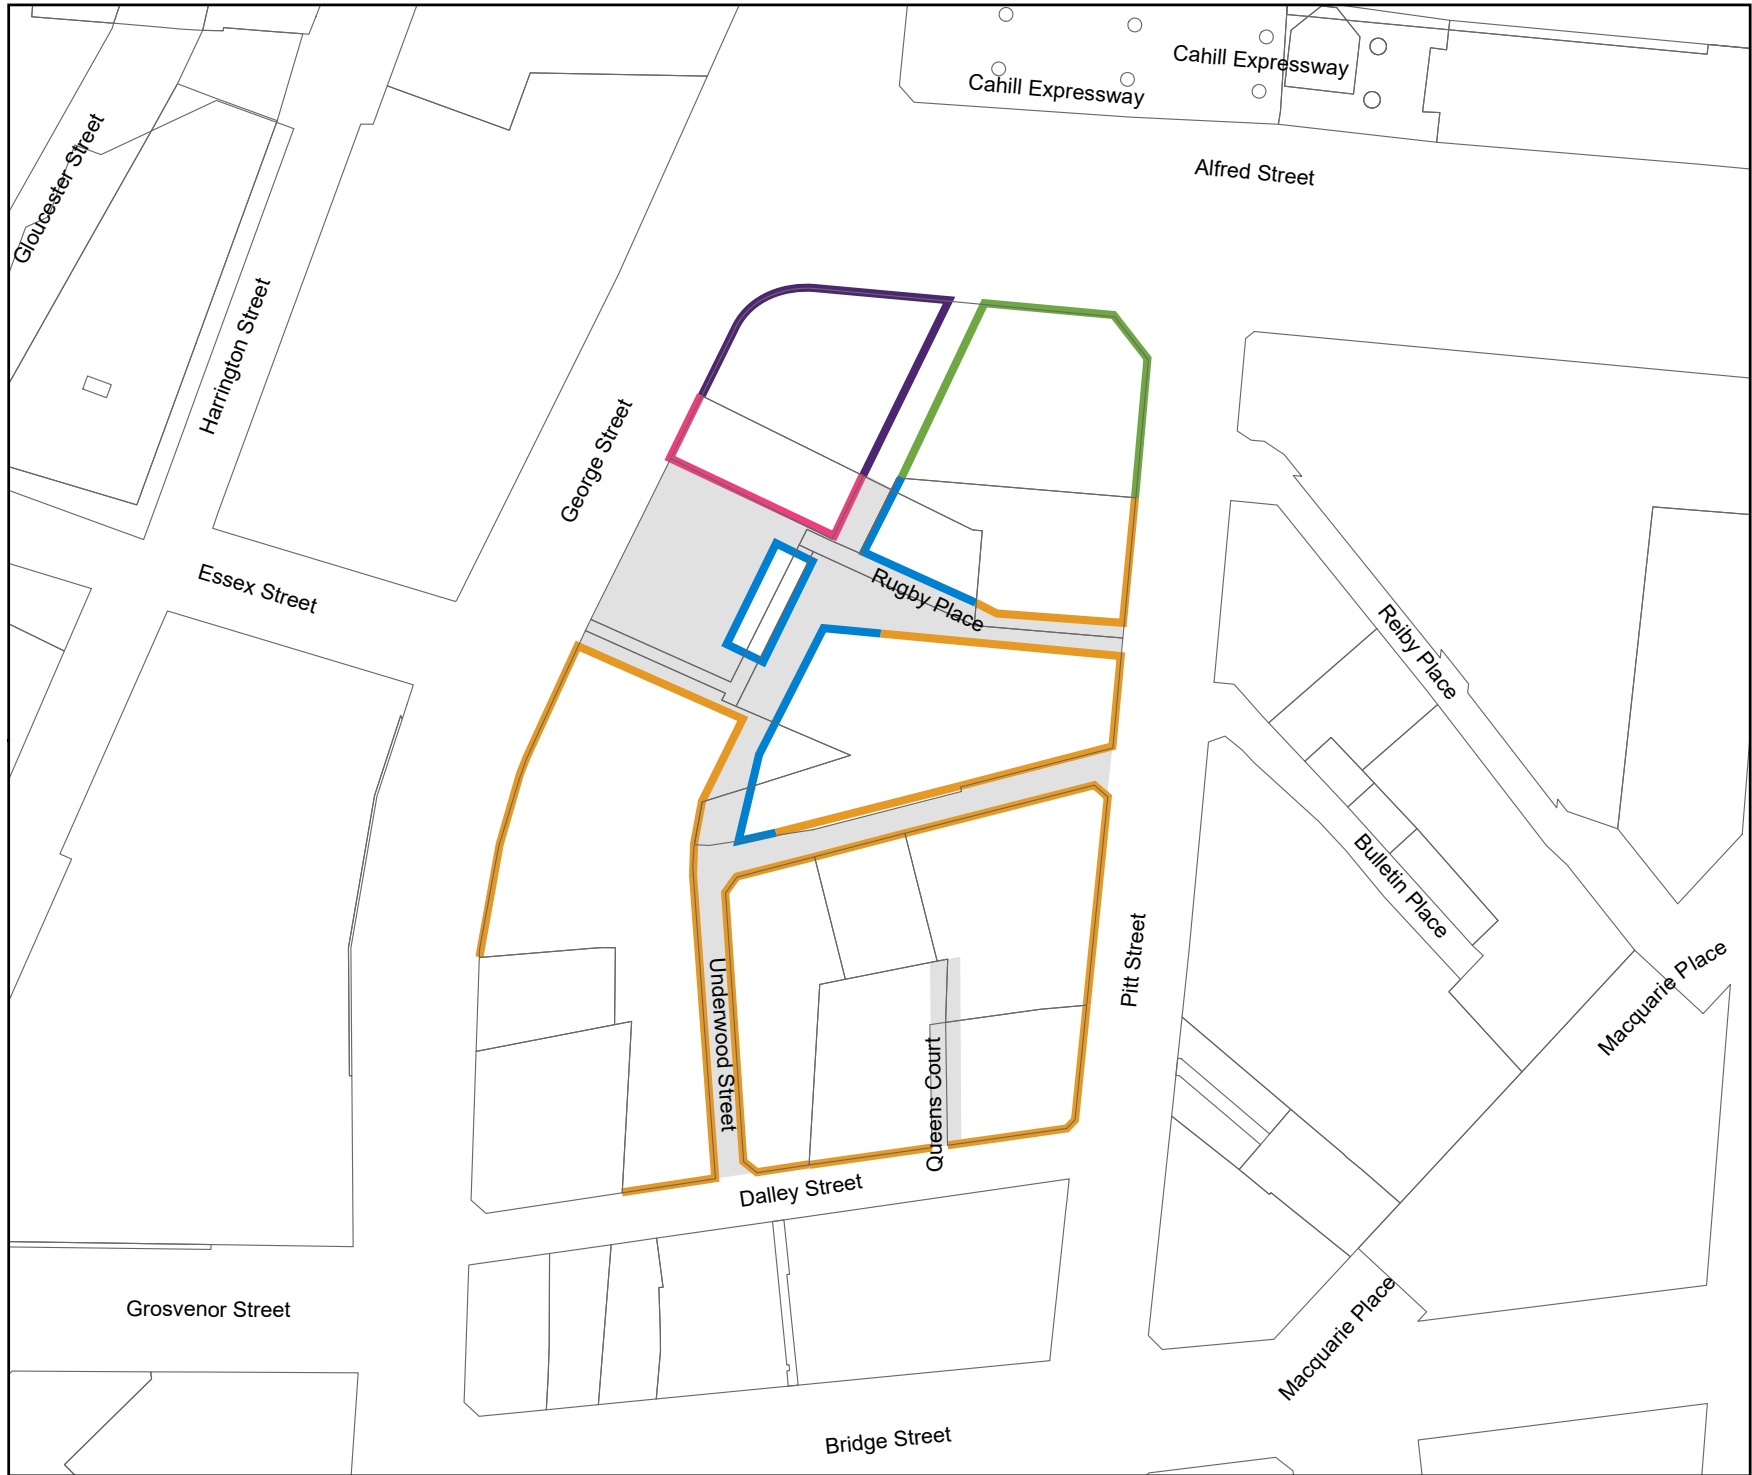 Cahill Expressway
Cahill Expressway
Alfred Street
Gloucester Street
Harrington Street
George Street
Essex Street
Rugby Place
Reiby Place
Bulletin Place
Pitt Street
Macquarie Place
Underwood Street
Queens Court
Dalley Street
Grosvenor Street
Macquarie Place
Bridge Street